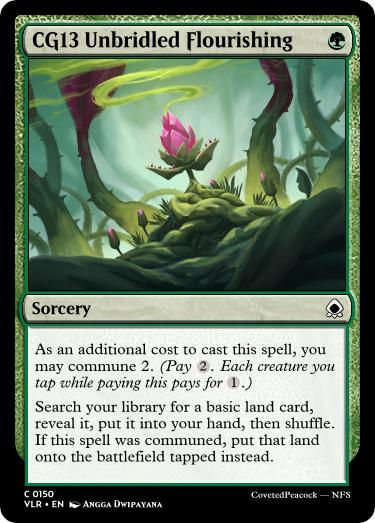 CG13 Unbridled Flourishing
Sorcery
As an additional cost to cast this spell, you
may commune 2. (Pay 2. Each creature you
tap while paying this pays for 1.)
Search your library for a basic land card,
reveal it, put it into your hand, then shuffle.
If this spell was communed, put that land
onto the battlefield tapped instead.
C 0150
VLR • EN Angga Dwipayana
CovetedPeacock — NFS